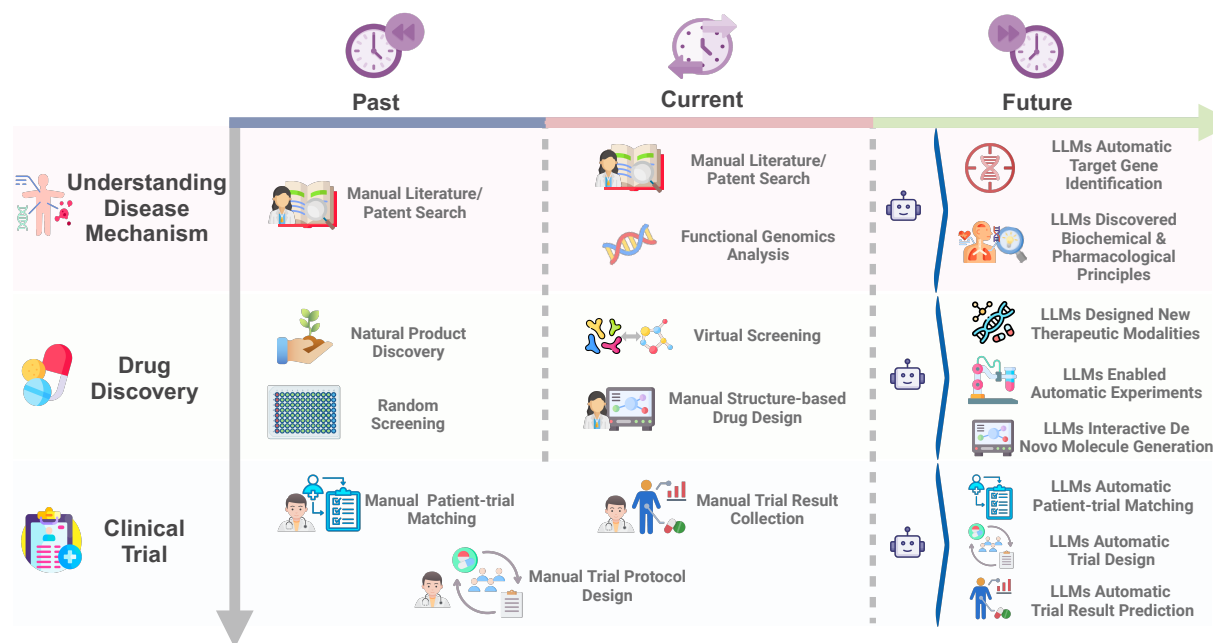 Past
Current
Future
Understanding
Disease
Mechanism
Manual Literature/
Patent Search
Manual Literature/
Patent Search
Functional Genomics
Analysis
LLMs Automatic
Target Gene
Identification
LLMs Discovered
Biochemical &
Pharmacological
Principles
Drug
Discovery
Natural Product
Discovery
Random
Screening
Virtual Screening
Manual Structure-based
Drug Design
LLMs Designed New
Therapeutic Modalities
LLMs Enabled
Automatic Experiments
LLMs Interactive De
Novo Molecule Generation
Clinical
Trial
Manual Patient-trial
Matching
Manual Trial Result
Collection
Manual Trial Protocol
Design
LLMs Automatic
Patient-trial Matching
LLMs Automatic
Trial Design
LLMs Automatic
Trial Result Prediction